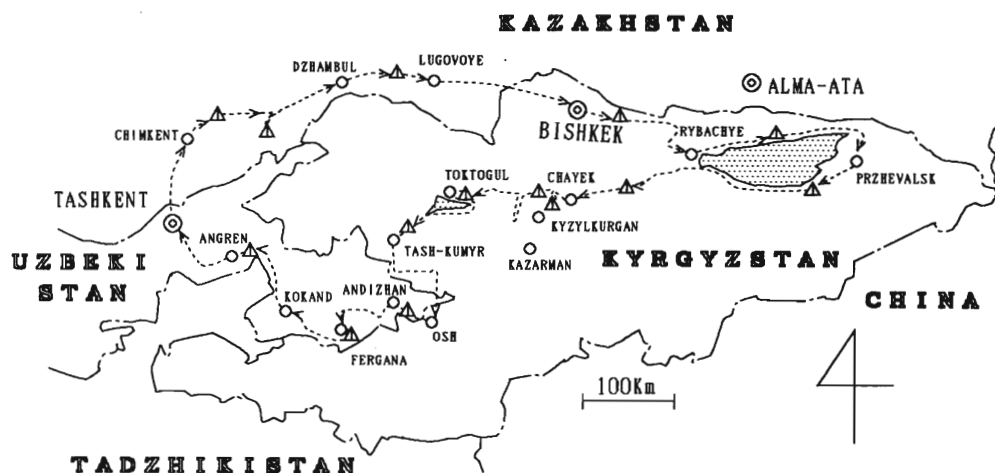 KAZAKHSTAN
DZHAMBUL
LUGOVOYE
ALMA-ATA
CHIMKENT
BISHKEK
RYBACHYE
TOKTOGUL
CHAYEK
PRZHEVALSK
TASHKENT
KYZYLKURGAN
ANGREN
TASH-KUMYR
UZBEKI
STAN
KAZARMAN
KYRGYZSTAN
KOKAND
ANDIZHAN
CHINA
OSH
FERGANA
100Km
TADZHIKISTAN